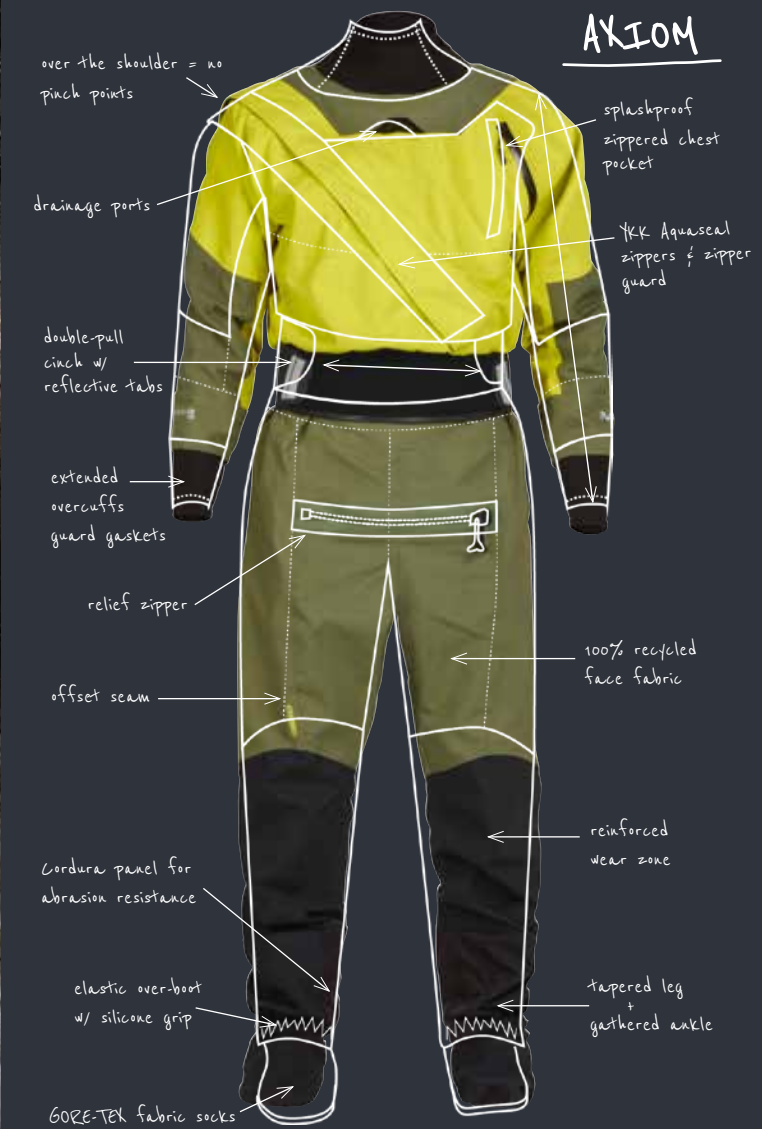 AXIOM
over the shoulder = no
pinch points
splashproof
zippered chest
pocket
drainage ports
YKK Aquaseal
zippers & zipper
guard
double-pull
cinch w/
reflective tabs
extended
overcuffs
guard gaskets
relief zipper
100% recycled
face fabric
offset seam
reinforced
wear zone
Cordura panel for
abrasion resistance
elastic over-boot
w/ silicone grip
tapered leg
+
gathered ankle
GORE-TEX fabric socks